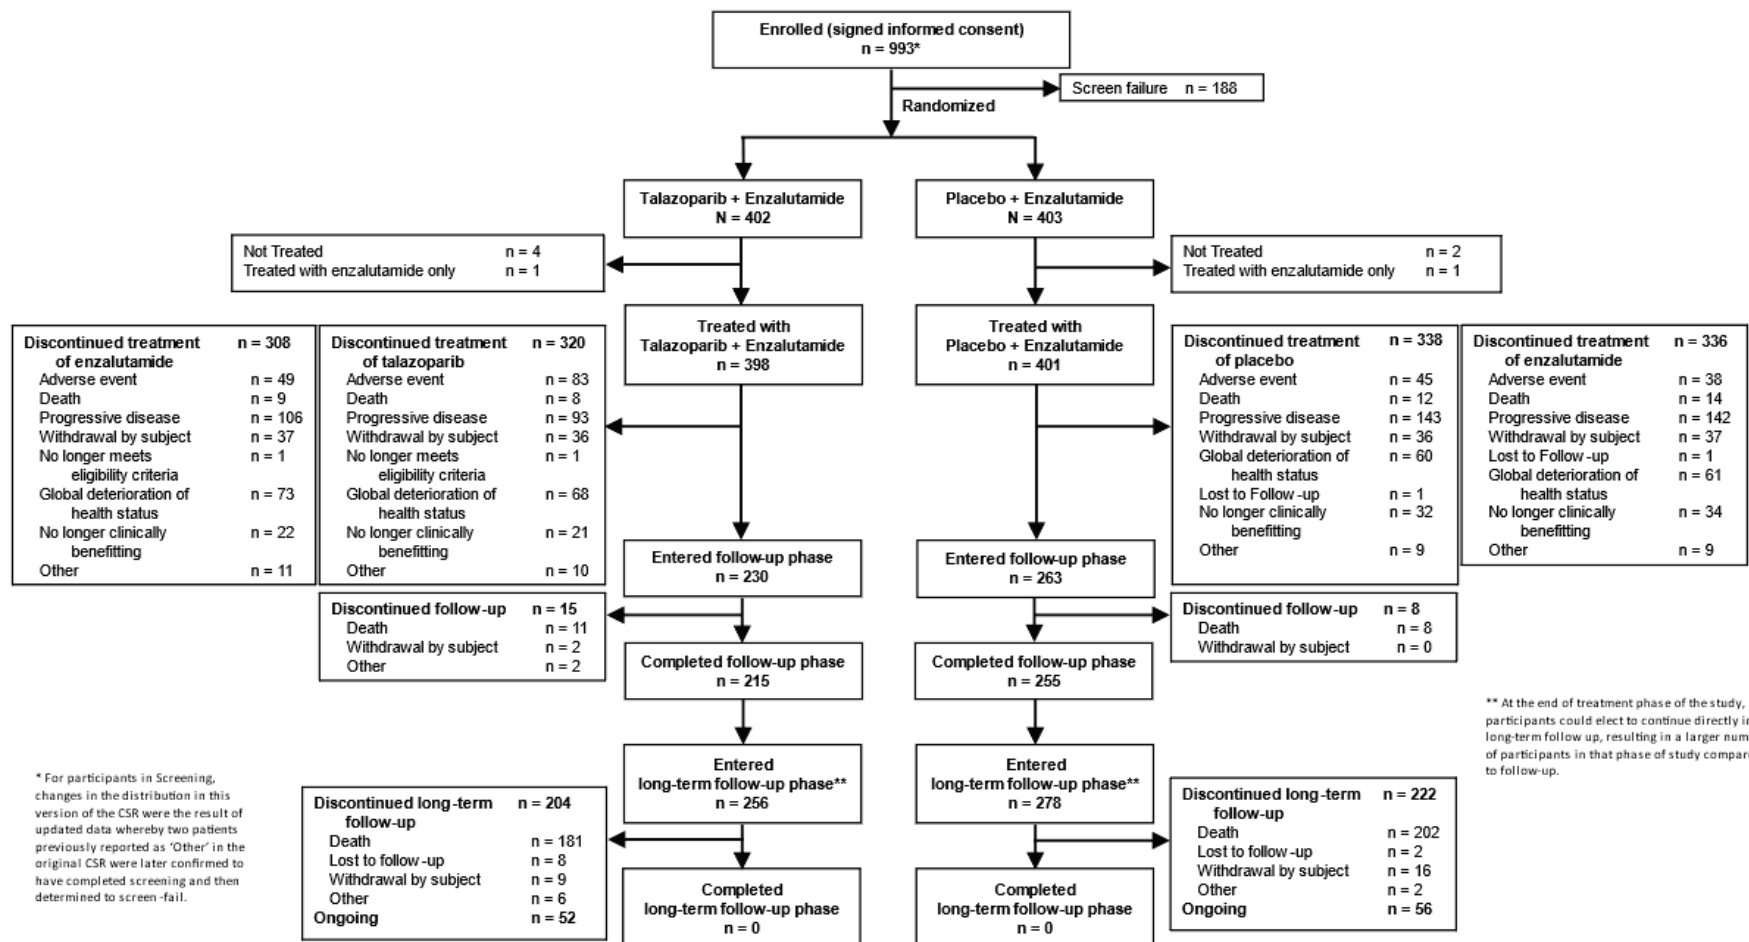 Enrolled (signed informed consent)
n = 993*
Screen failure n = 188
Randomized
Talazoparib + Enzalutamide
N = 402
Placebo + Enzalutamide
N = 403
Not Treated n = 4
Treated with enzalutamide only n = 1
Not Treated n = 2
Treated with enzalutamide only n = 1
Treated with
Talazoparib + Enzalutamide
n = 398
Treated with
Placebo + Enzalutamide
n = 401
Discontinued treatment n = 308
of enzalutamide
Adverse event n = 49
Death n = 9
Progressive disease n = 106
Withdrawal by subject n = 37
No longer meets n = 1
eligibility criteria
Global deterioration of n = 73
health status
No longer clinically n = 22
benefitting
Other n = 11
Discontinued treatment n = 320
of talazoparib
Adverse event n = 83
Death n = 8
Progressive disease n = 93
Withdrawal by subject n = 36
No longer meets n = 1
eligibility criteria
Global deterioration of n = 68
health status
No longer clinically n = 21
benefitting
Other n = 10
Discontinued treatment n = 338
of placebo
Adverse event n = 45
Death n = 12
Progressive disease n = 143
Withdrawal by subject n = 36
Global deterioration of n = 60
health status
Lost to Follow-up n = 1
No longer clinically n = 32
benefitting
Other n = 9
Discontinued treatment n = 336
of enzalutamide
Adverse event n = 38
Death n = 14
Progressive disease n = 142
Withdrawal by subject n = 37
Lost to Follow-up n = 1
Global deterioration of n = 61
health status
No longer clinically n = 34
benefitting
Other n = 9
Entered follow-up phase
n = 230
Entered follow-up phase
n = 263
Discontinued follow-up n = 15
Death n = 11
Withdrawal by subject n = 2
Other n = 2
Discontinued follow-up n = 8
Death n = 8
Withdrawal by subject n = 0
Completed follow-up phase
n = 215
Completed follow-up phase
n = 255
Entered
long-term follow-up phase**
n = 256
Entered
long-term follow-up phase**
n = 278
Discontinued long-term n = 204
follow-up
Death n = 181
Lost to follow-up n = 8
Withdrawal by subject n = 9
Other n = 6
Ongoing n = 52
Discontinued long-term n = 222
follow-up
Death n = 202
Lost to follow-up n = 2
Withdrawal by subject n = 16
Other n = 2
Ongoing n = 56
Completed
long-term follow-up phase
n = 0
Completed
long-term follow-up phase
n = 0
* For participants in Screening,
changes in the distribution in this
version of the CSR were the result of
updated data whereby two patients
previously reported as 'Other' in the
original CSR were later confirmed to
have completed screening and then
determined to screen-fail.
** At the end of treatment phase of the study,
participants could elect to continue directly in
long-term follow up, resulting in a larger num
of participants in that phase of study compar
to follow-up.